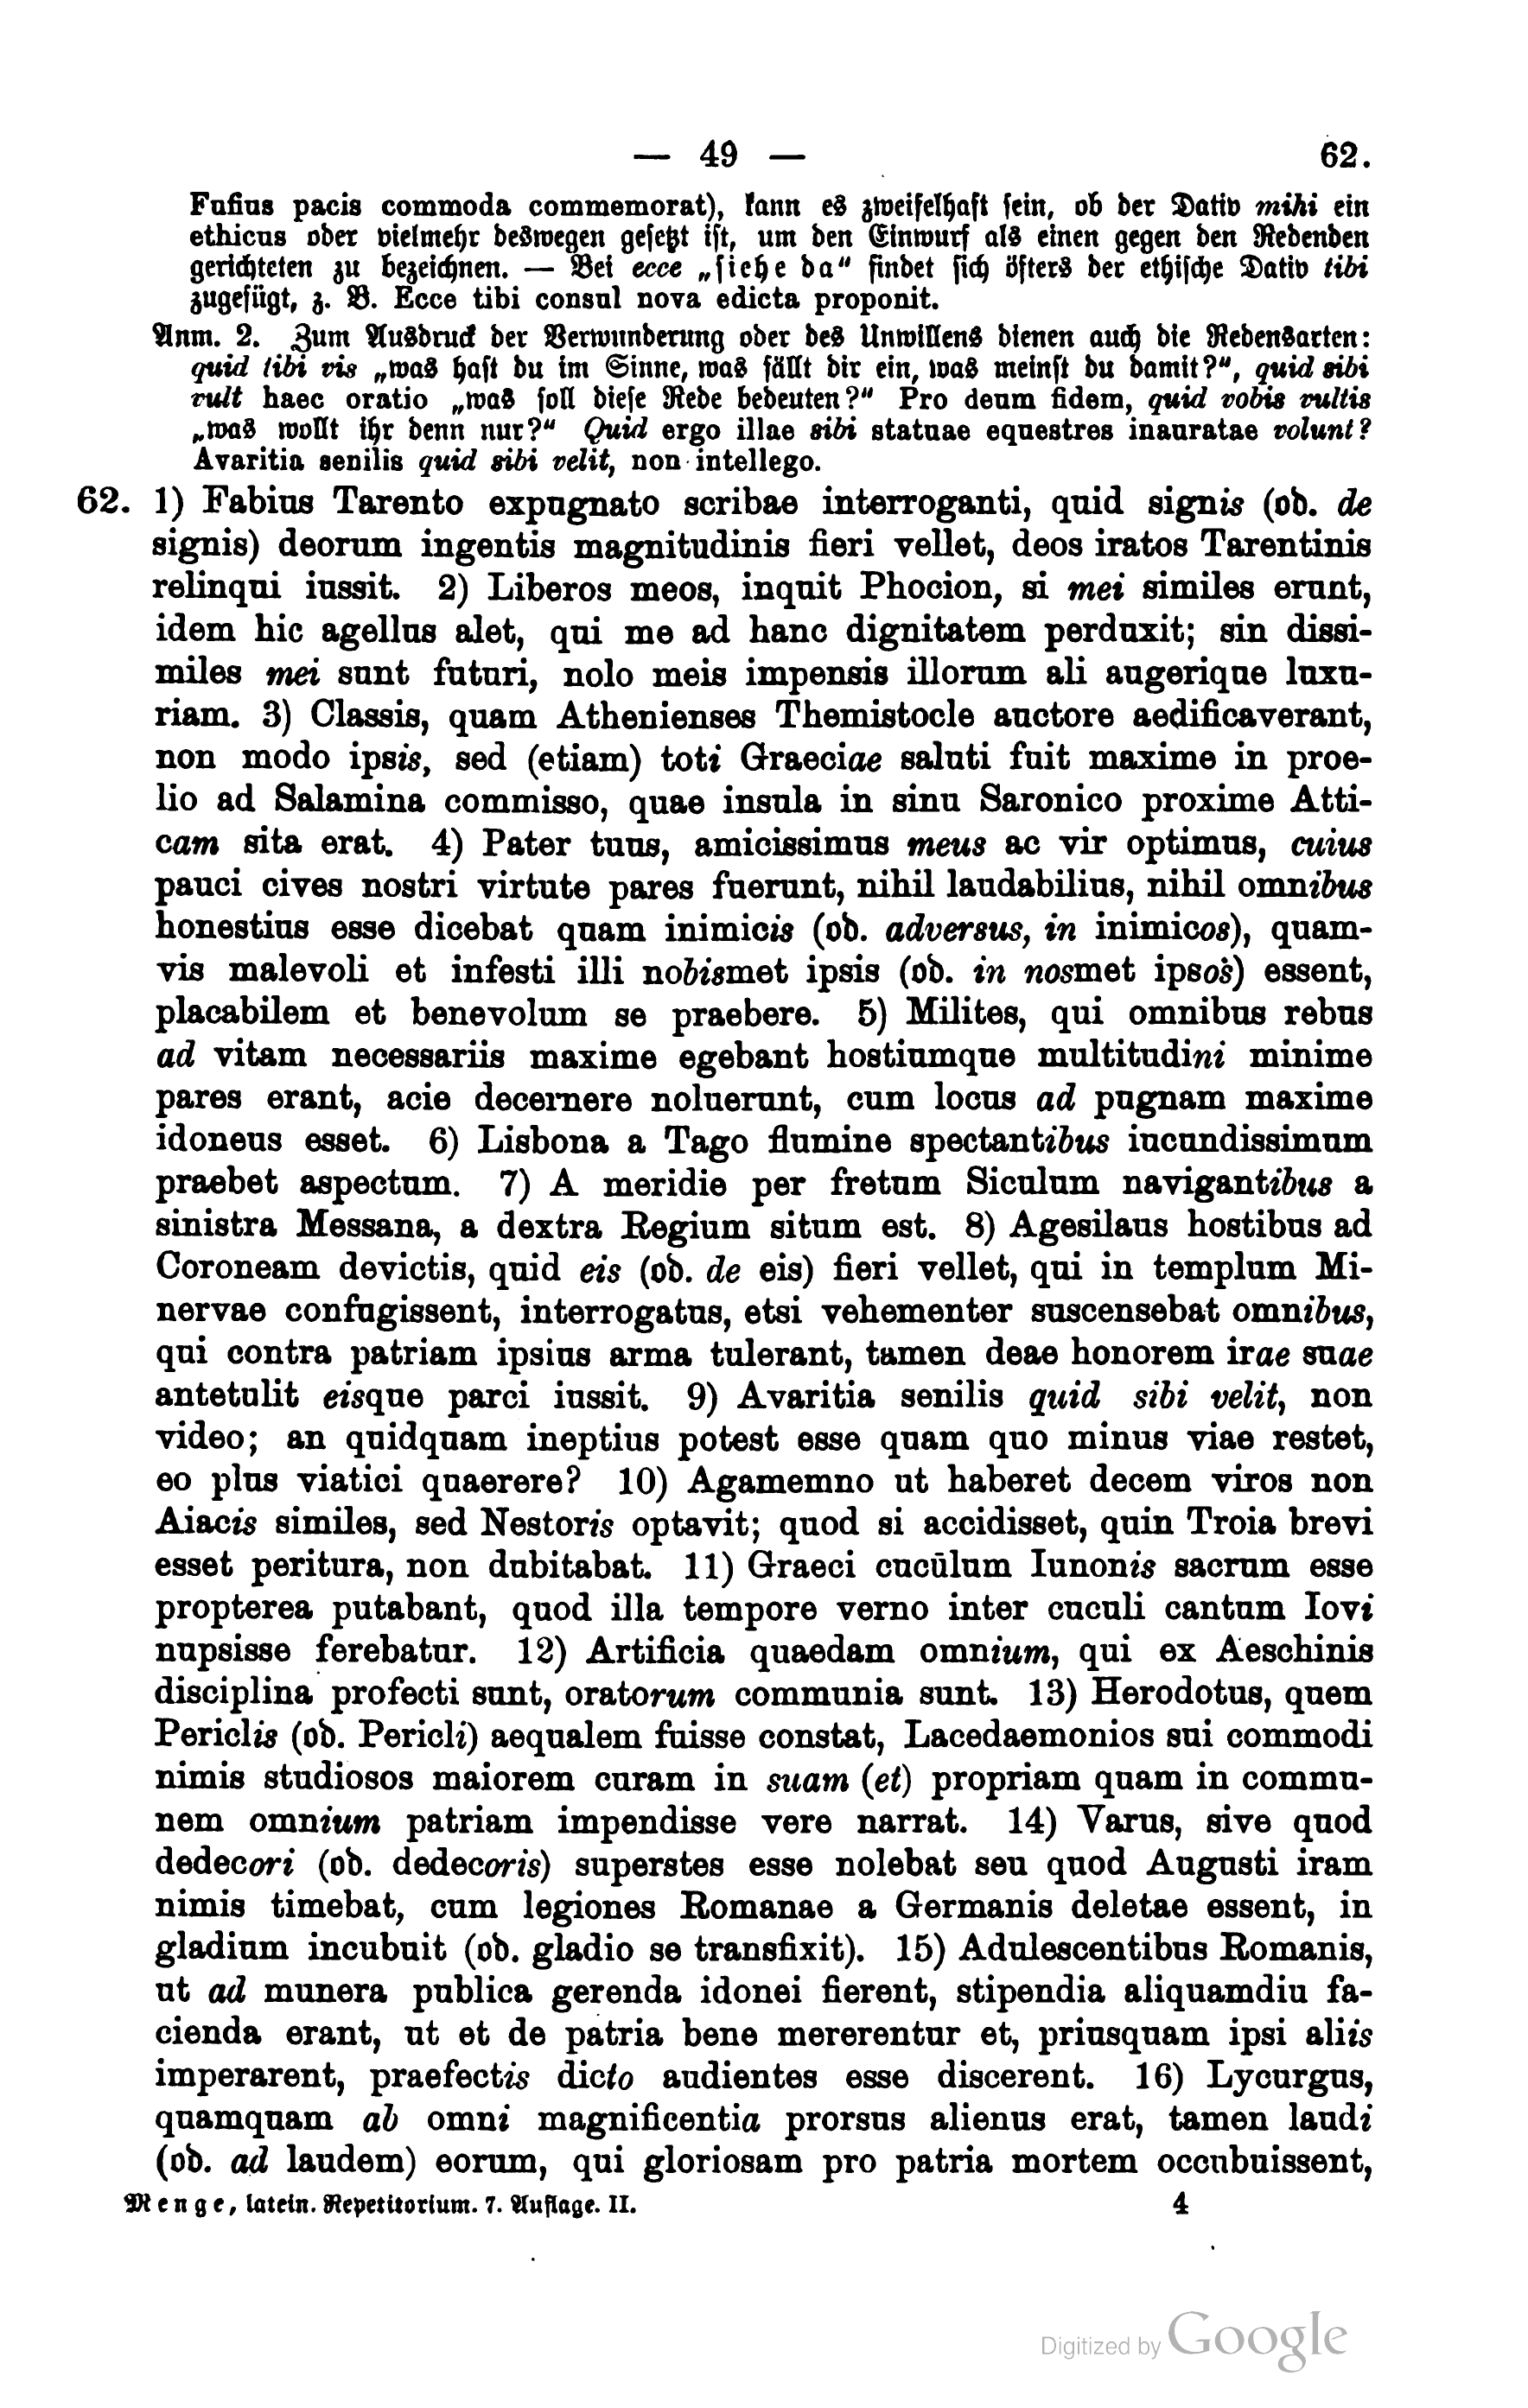 — 49 — 62.
Fufius pacis commoda commemorat), kann es zweifelhaft sein, ob der Dativ mihi ein
ethicus oder vielmehr deswegen gesetzt ist, um den Einwurf als einen gegen den Redenden
gerichteten zu bezeichnen. — Bei ecce „siehe da" findet sich öfters der ethische Dativ tibi
zugefügt, z. B. Ecce tibi consul nova edicta proponit.
Anm. 2. Zum Ausdruck der Verwunderung oder des Unwillens dienen auch die Redensarten:
quid tibi vis „was hast du im Sinne, was fällt dir ein, was meinst du damit?", quid sibi
vult haec oratio „was soll diese Rede bedeuten?" Pro deum fidem, quid vobis vultis
„was wollt ihr denn nur?" Quid ergo illae sibi statuae equestres inauratae volunt?
Avaritia senilis quid sibi velit, non intellego.
62. 1) Fabius Tarento expugnato scribae interroganti, quid signis (ob. de
signis) deorum ingentis magnitudinis fieri vellet, deos iratos Tarentinis
relinqui iussit. 2) Liberos meos, inquit Phocion, si mei similes erunt,
idem hic agellus alet, qui me ad hanc dignitatem perduxit; sin dissi-
miles mei sunt futuri, nolo meis impensis illorum ali augerique luxu-
riam. 3) Classis, quam Athenienses Themistocle auctore aedificaverant,
non modo ipsis, sed (etiam) toti Graeciae saluti fuit maxime in proe-
lio ad Salamina commisso, quae insula in sinu Saronico proxime Atti-
cam sita erat. 4) Pater tuus, amicissimus meus ac vir optimus, cuius
pauci cives nostri virtute pares fuerunt, nihil laudabilius, nihil omnibus
honestius esse dicebat quam inimicis (od. adversus, in inimicos), quam-
vis malevoli et infesti illi nobismet ipsis (od. in nosmet ipsos) essent,
placabilem et benevolum se praebere. 5) Milites, qui omnibus rebus
ad vitam necessariis maxime egebant hostiumque multitudini minime
pares erant, acie decernere noluerunt, cum locus ad pugnam maxime
idoneus esset. 6) Lisbona a Tago flumine spectantibus iucundissimum
praebet aspectum. 7) A meridie per fretum Siculum navigantibus a
sinistra Messana, a dextra Regium situm est. 8) Agesilaus hostibus ad
Coroneam devictis, quid eis (od. de eis) fieri vellet, qui in templum Mi-
nervae confugissent, interrogatus, etsi vehementer suscensebat omnibus,
qui contra patriam ipsius arma tulerant, tamen deae honorem irae suae
antetulit eisque parci iussit. 9) Avaritia senilis quid sibi velit, non
video; an quidquam ineptius potest esse quam quo minus viae restet,
eo plus viatici quaerere? 10) Agamemno ut haberet decem viros non
Aiacis similes, sed Nestoris optavit; quod si accidisset, quin Troia brevi
esset peritura, non dubitabat. 11) Graeci cucūlum Iunonis sacrum esse
propterea putabant, quod illa tempore verno inter cuculi cantum Iovi
nupsisse ferebatur. 12) Artificia quaedam omnium, qui ex Aeschinis
disciplina profecti sunt, oratorum communia sunt. 13) Herodotus, quem
Periclis (od. Pericli) aequalem fuisse constat, Lacedaemonios sui commodi
nimis studiosos maiorem curam in suam (et) propriam quam in commu-
nem omnium patriam impendisse vere narrat. 14) Varus, sive quod
dedecori (od. dedecoris) superstes esse nolebat seu quod Augusti iram
nimis timebat, cum legiones Romanae a Germanis deletae essent, in
gladium incubuit (od. gladio se transfixit). 15) Adulescentibus Romanis,
ut ad munera publica gerenda idonei fierent, stipendia aliquamdiu fa-
cienda erant, ut et de patria bene mererentur et, priusquam ipsi aliis
imperarent, praefectis dicto audientes esse discerent. 16) Lycurgus,
quamquam ab omni magnificentia prorsus alienus erat, tamen laudi
(od. ad laudem) eorum, qui gloriosam pro patria mortem occubuissent,
Menge, latein. Repetitorium. 7. Auflage. II. 4
Digitized by Google